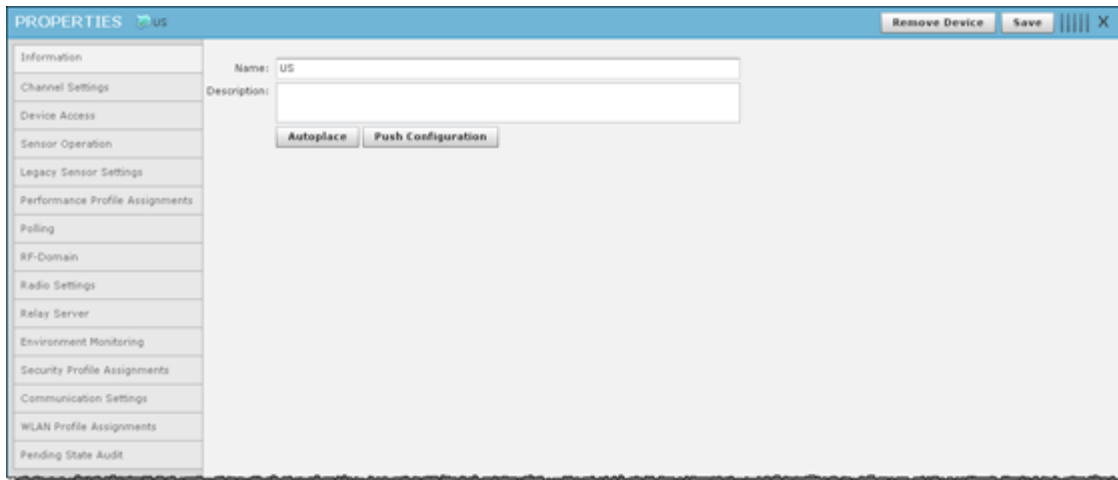 PROPERTIES US Remove Device Save
Information
Name: US
Channel Settings
Description:
Device Access
Autoplace Push Configuration
Sensor Operation
Legacy Sensor Settings
Performance Profile Assignments
Polling
RF-Domain
Radio Settings
Relay Server
Environment Monitoring
Security Profile Assignments
Communication Settings
WLAN Profile Assignments
Pending State Audit